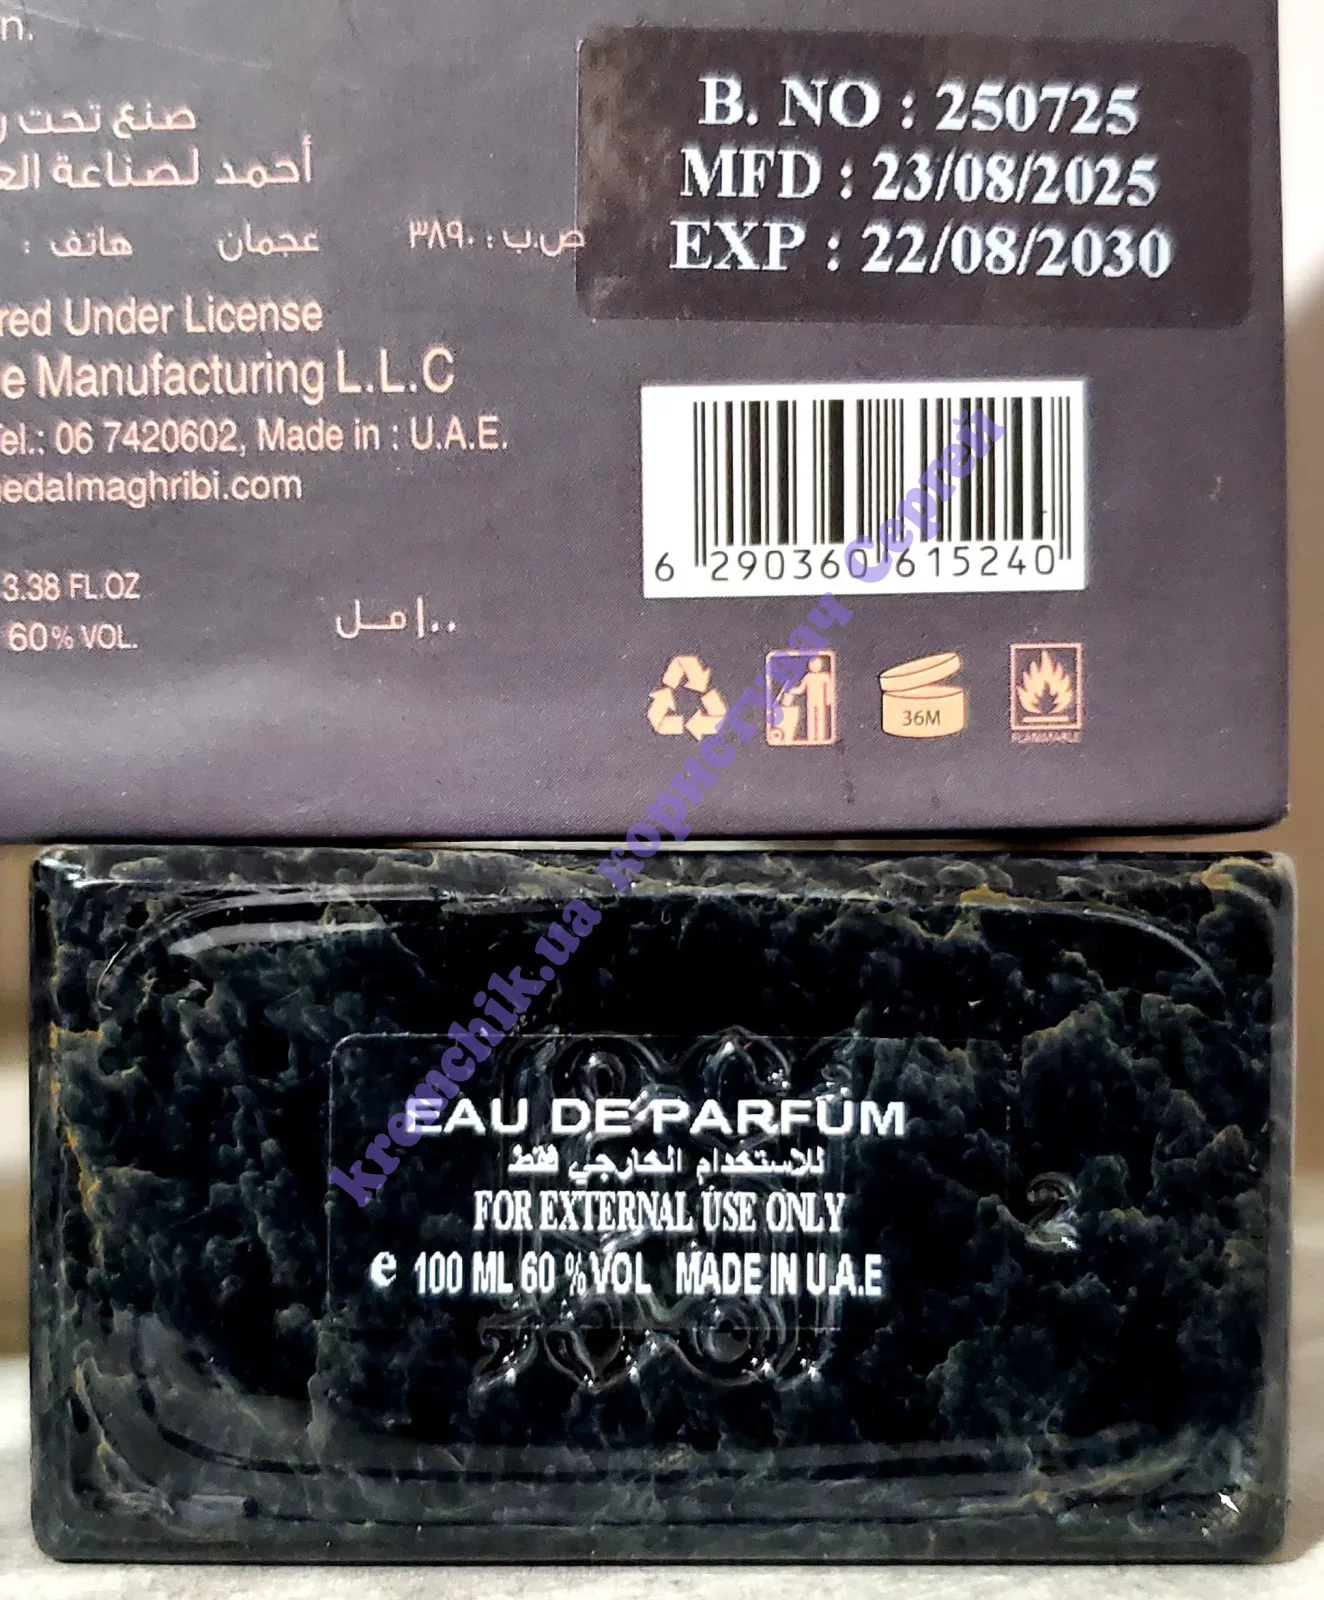 n.
B. NO : 250725
MFD : 23/08/2025
EXP : 22/08/2030
صنع تحت
أحمد لصناعة
ص.ب : ٣٨٩٠ عجمان هاتف :
red Under License
e Manufacturing L.L.C
Tel.: 06 7420602, Made in : U.A.E.
edalmaghribi.com
6 290360 615240
3.38 FL.OZ
60% VOL.
١٠٠ مل
36M
FLAMMABLE
kremchik.ua користувач Сергей
EAU DE PARFUM
للاستخدام الخارجي فقط
FOR EXTERNAL USE ONLY
e 100 ML 60 % VOL MADE IN U.A.E
2